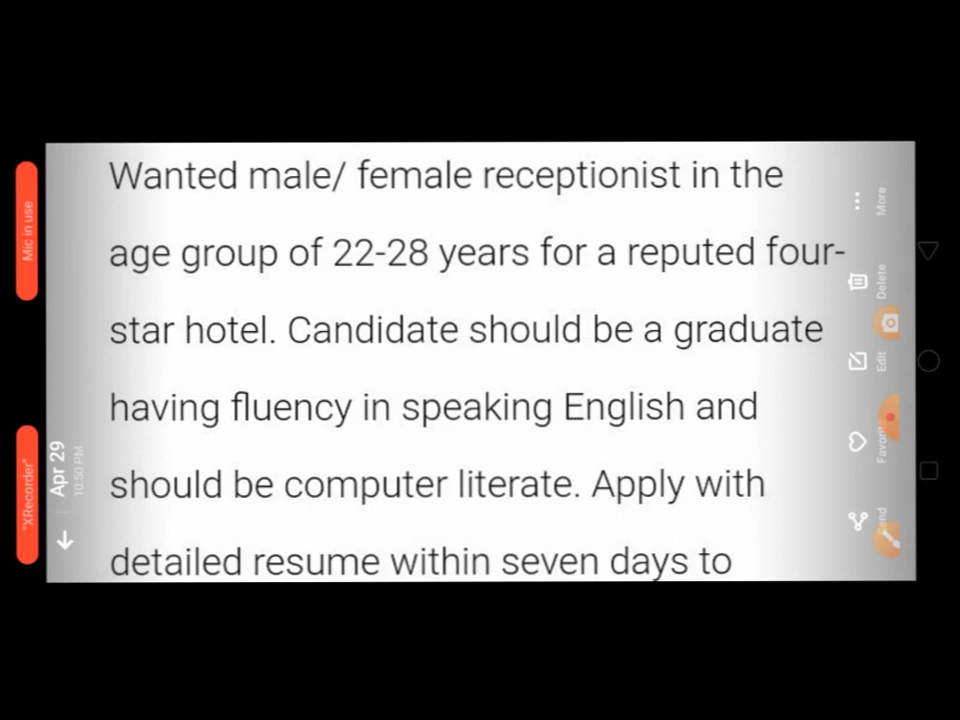 Wanted male/ female receptionist in the
age group of 22-28 years for a reputed four-
star hotel. Candidate should be a graduate
having fluency in speaking English and
should be computer literate. Apply with
detailed resume within seven days to
Mic in use
"XRecorder"
Apr 29
10:50 PM
More
Delete
Edit